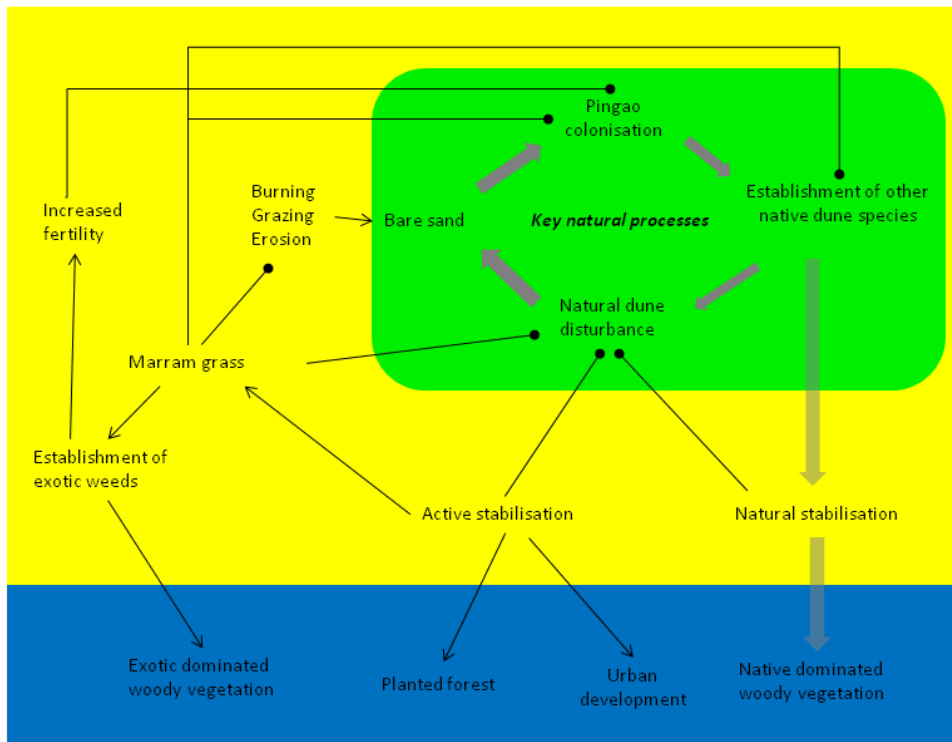 Pingao
colonisation
Burning
Grazing
Erosion
Increased
fertility
Bare sand
Key natural processes
Establishment of other
native dune species
Natural dune
disturbance
Marram grass
Establishment of
exotic weeds
Active stabilisation
Natural stabilisation
Exotic dominated
woody vegetation
Planted forest
Urban
development
Native dominated
woody vegetation